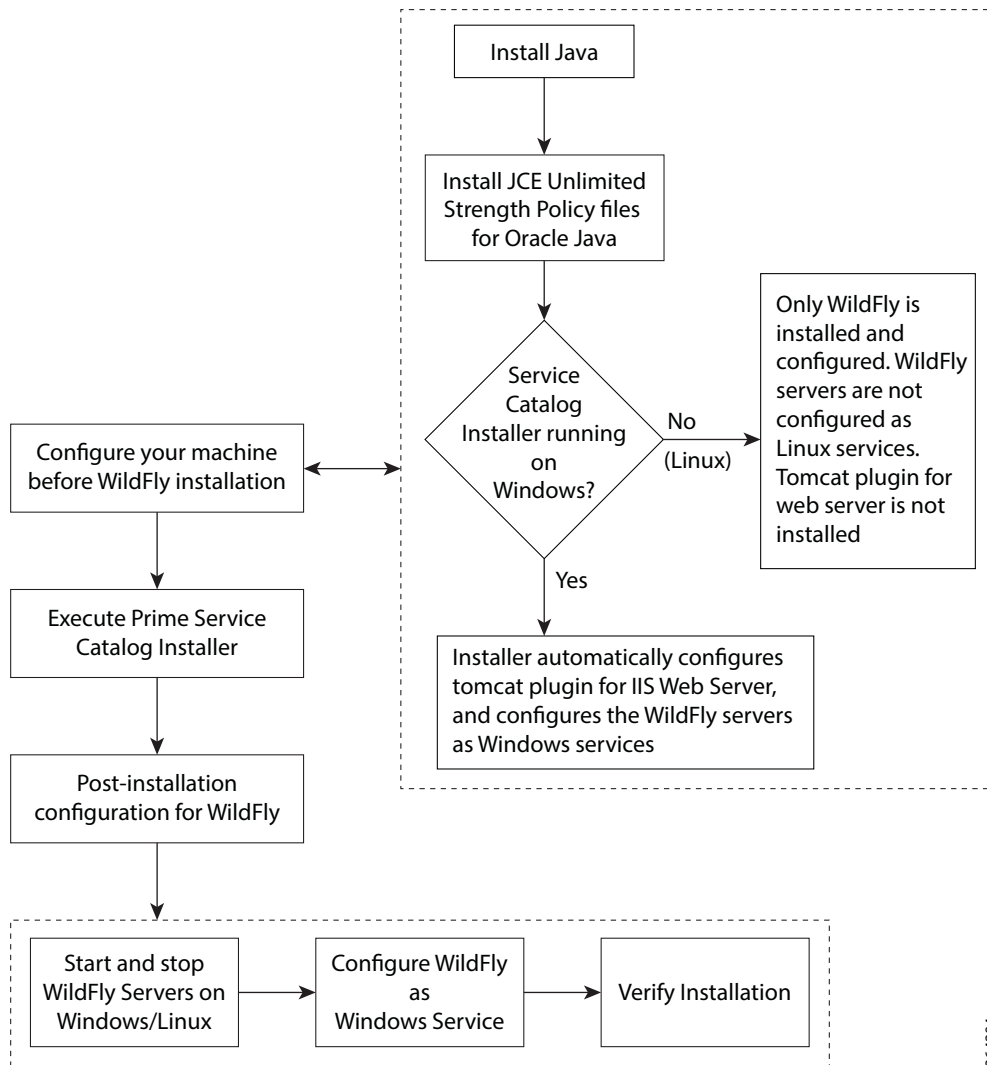 Install Java
Install JCE Unlimited
Strength Policy files
for Oracle Java
Service
Catalog
Installer running
on
Windows?
No
(Linux)
Only WildFly is
installed and
configured. WildFly
servers are not
configured as
Linux services.
Tomcat plugin for
web server is not
installed
Yes
Installer automatically configures
tomcat plugin for IIS Web Server,
and configures the WildFly servers
as Windows services
Configure your machine
before WildFly installation
Execute Prime Service
Catalog Installer
Post-installation
configuration for WildFly
Start and stop
WildFly Servers on
Windows/Linux
Configure WildFly
as
Windows Service
Verify Installation